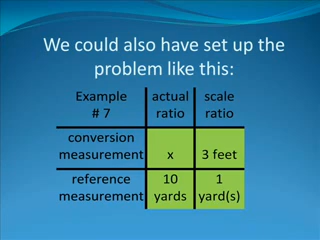 We could also have set up the
problem like this:
Example actual scale
# 7 ratio ratio
conversion
measurement x 3 feet
reference 10 1
measurement yards yard(s)